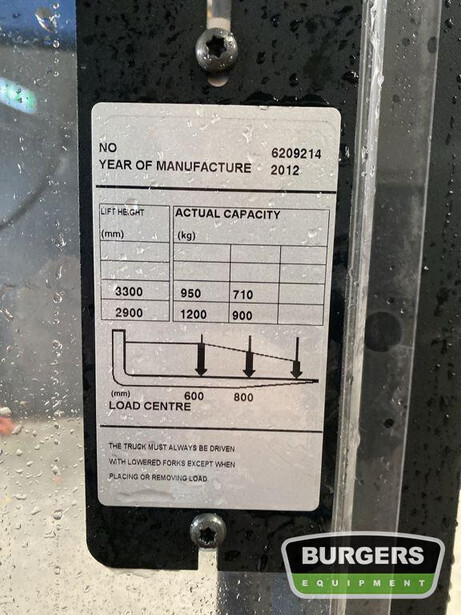 NO 6209214
YEAR OF MANUFACTURE 2012
LIFT HEIGHT ACTUAL CAPACITY
(mm) (kg)
3300 950 710
2900 1200 900
(mm) 600 800
LOAD CENTRE
THE TRUCK MUST ALWAYS BE DRIVEN
WITH LOWERED FORKS EXCEPT WHEN
PLACING OR REMOVING LOAD
BURGERS
EQUIPMENT